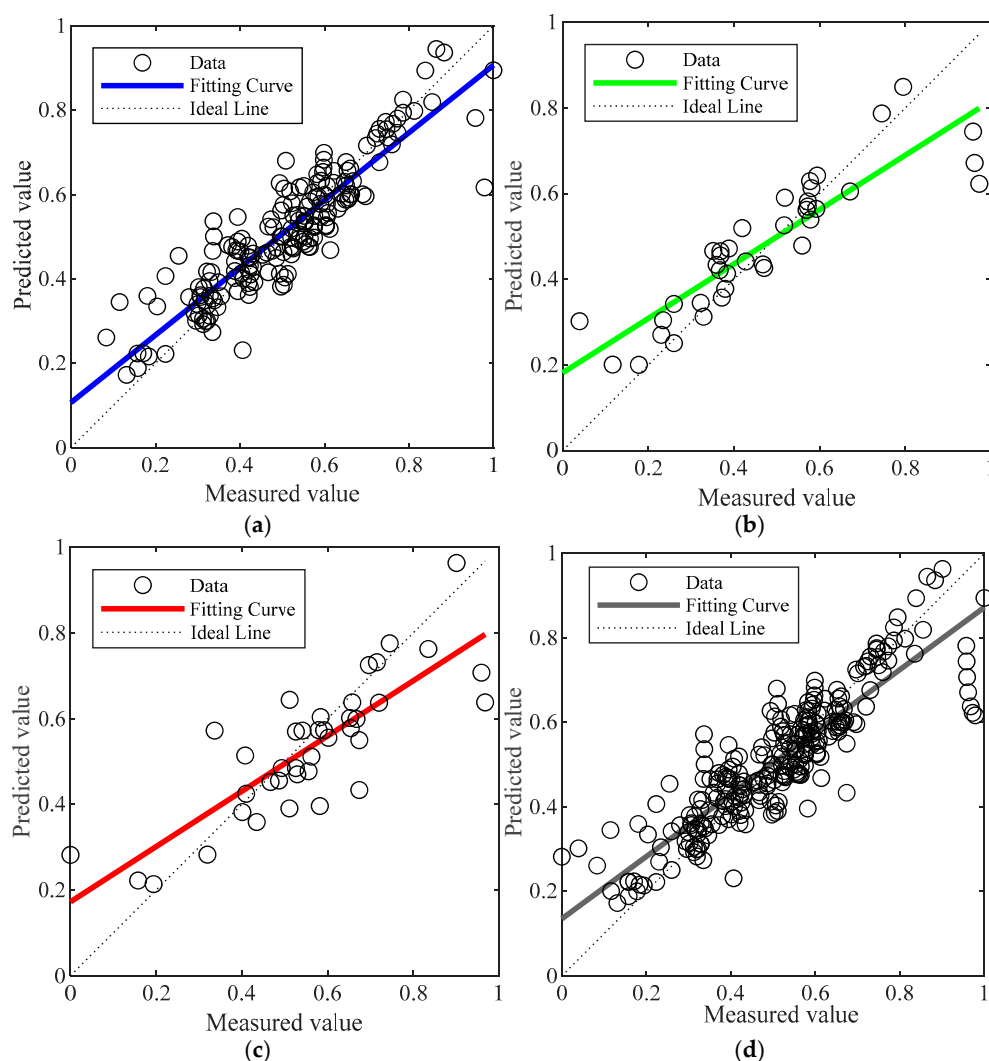 1
Data
Fitting Curve
Ideal Line
0.8
0.6
0.4
0.2
0
Predicted value
0 0.2 0.4 0.6 0.8 1
Measured value
(a)
1
Data
Fitting Curve
Ideal Line
0.8
0.6
0.4
0.2
0
Predicted value
0 0.2 0.4 0.6 0.8 1
Measured value
(b)
1
Data
Fitting Curve
Ideal Line
0.8
0.6
0.4
0.2
0
Predicted value
0 0.2 0.4 0.6 0.8 1
Measured value
(c)
1
Data
Fitting Curve
Ideal Line
0.8
0.6
0.4
0.2
0
Predicted value
0 0.2 0.4 0.6 0.8 1
Measured value
(d)